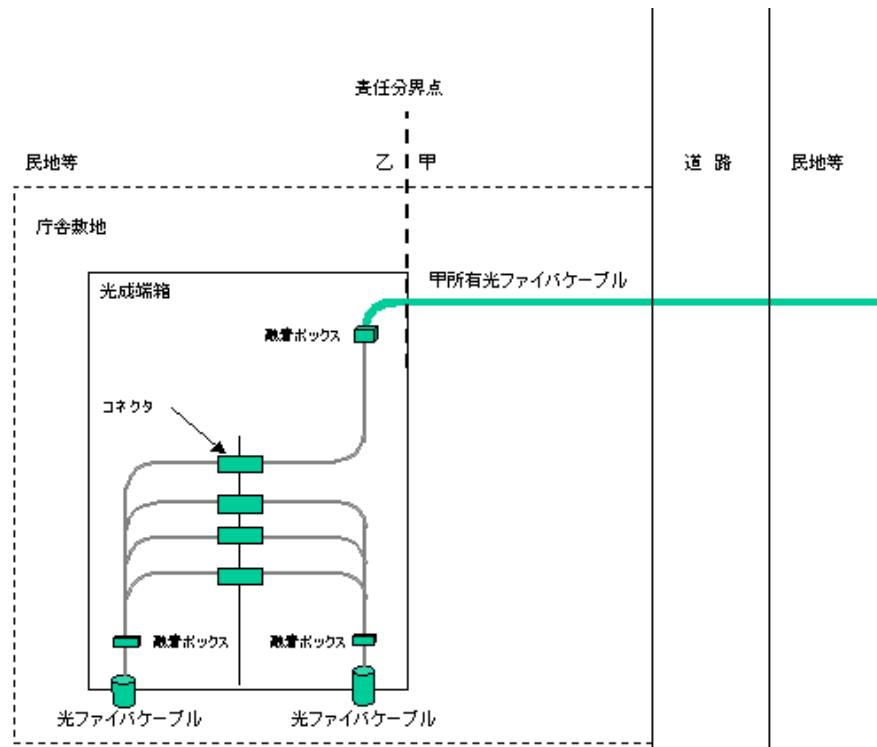 責任分界点
民地等
乙
甲
道 路
民地等
庁舎敷地
光成端箱
甲所有光ファイバケーブル
融着ボックス
コネクタ
融着ボックス
融着ボックス
光ファイバケーブル
光ファイバケーブル